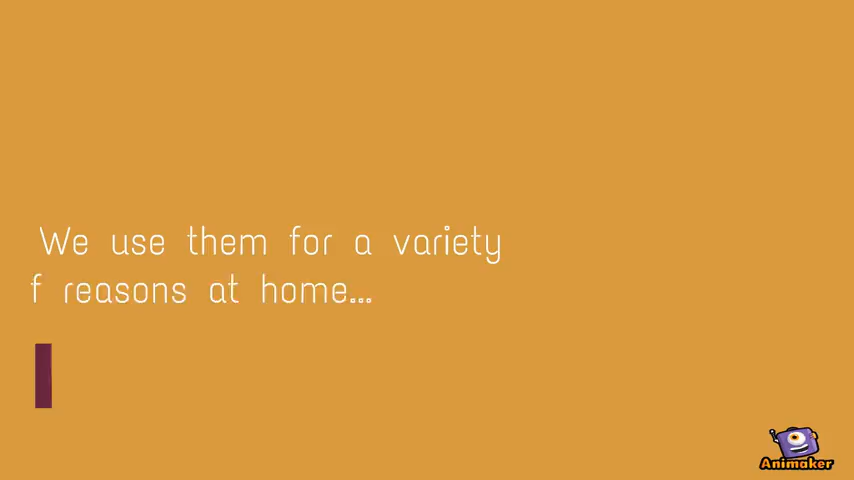 We use them for a variety
f reasons at home...
Animaker